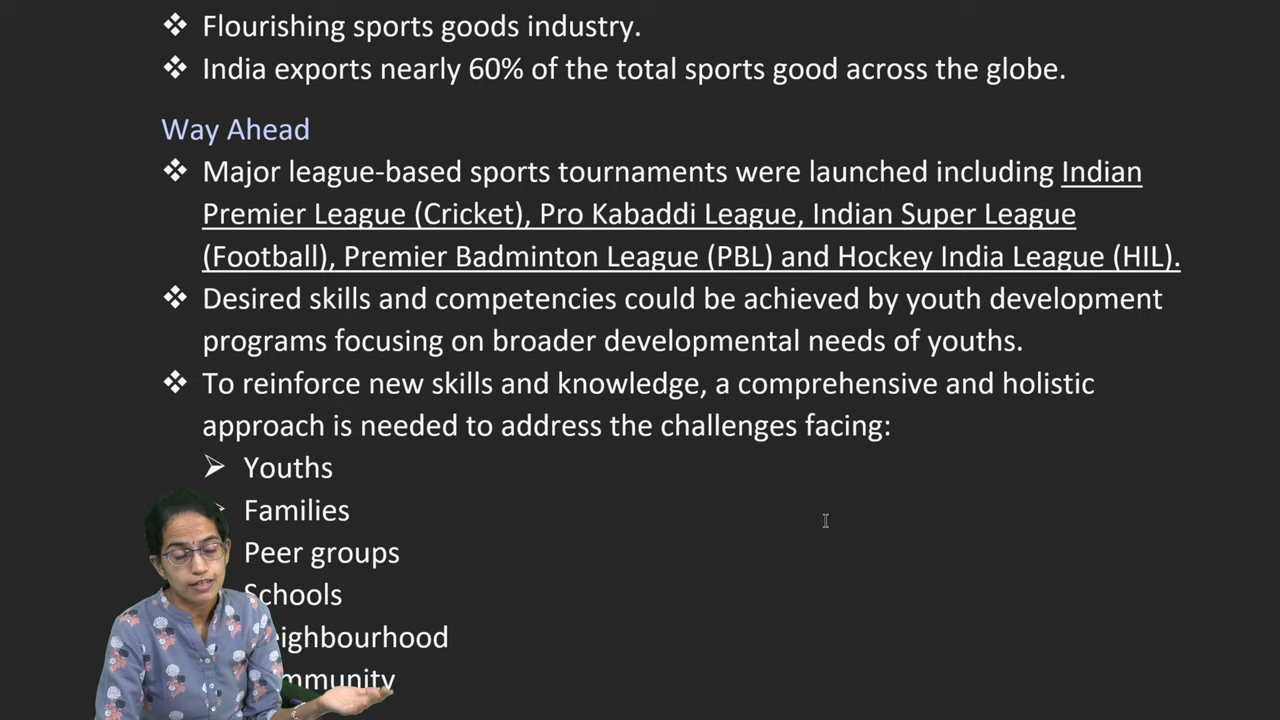 Flourishing sports goods industry.
India exports nearly 60% of the total sports good across the globe.
Way Ahead
Major league-based sports tournaments were launched including Indian
Premier League (Cricket), Pro Kabaddi League, Indian Super League
(Football), Premier Badminton League (PBL) and Hockey India League (HIL).
Desired skills and competencies could be achieved by youth development
programs focusing on broader developmental needs of youths.
To reinforce new skills and knowledge, a comprehensive and holistic
approach is needed to address the challenges facing:
Youths
Families
Peer groups
Schools
ighbourhood
mmunity